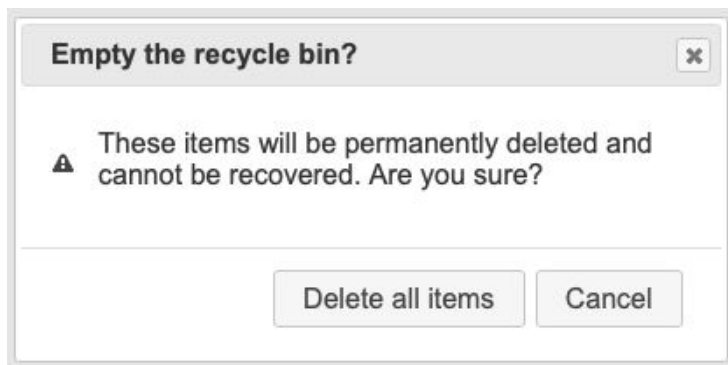 Empty the recycle bin?
These items will be permanently deleted and
cannot be recovered. Are you sure?
Delete all items
Cancel